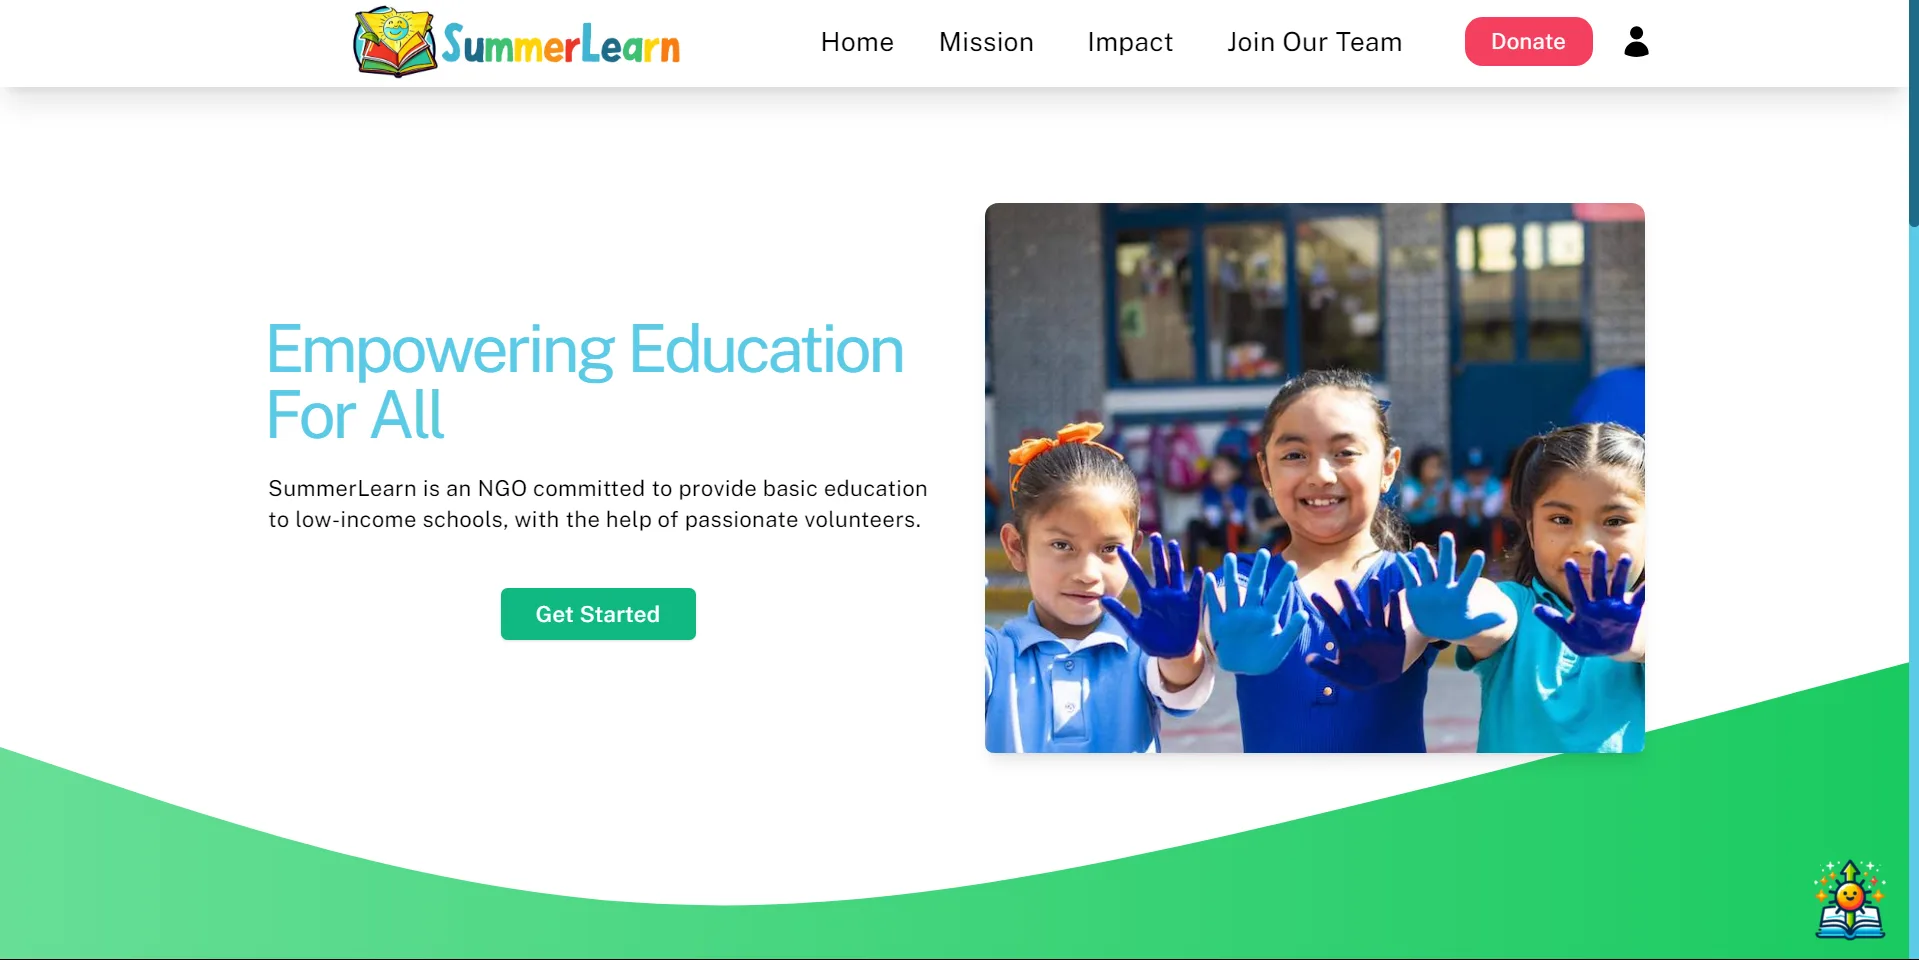 SummerLearn
Home
Mission
Impact
Join Our Team
Donate
Empowering Education
For All
SummerLearn is an NGO committed to provide basic education
to low-income schools, with the help of passionate volunteers.
Get Started